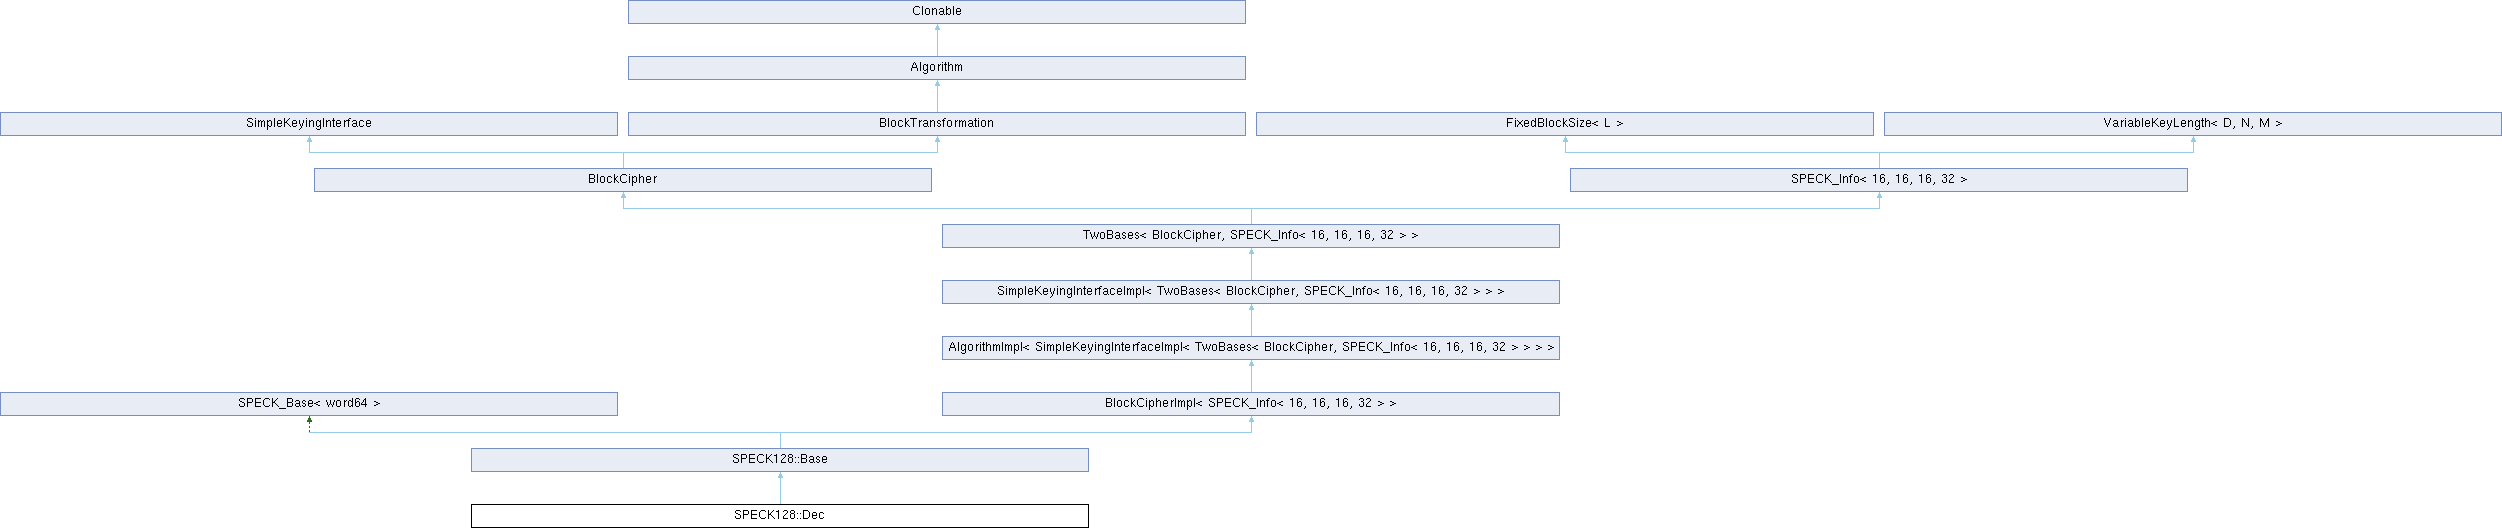 Clonable
Algorithm
SimpleKeyingInterface
BlockTransformation
FixedBlockSize< L >
VariableKeyLength< D, N, M >
BlockCipher
SPECK_Info< 16, 16, 16, 32 >
TwoBases< BlockCipher, SPECK_Info< 16, 16, 16, 32 > >
SimpleKeyingInterfaceImpl< TwoBases< BlockCipher, SPECK_Info< 16, 16, 16, 32 > > >
AlgorithmImpl< SimpleKeyingInterfaceImpl< TwoBases< BlockCipher, SPECK_Info< 16, 16, 16, 32 > > > >
SPECK_Base< word64 >
BlockCipherImpl< SPECK_Info< 16, 16, 16, 32 > >
SPECK128::Base
SPECK128::Dec